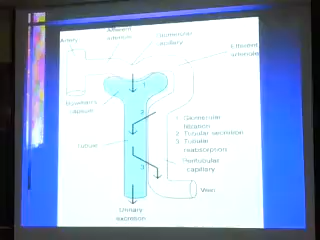 Artery
Afferent
arteriole
Glomerular
capillary
Efferent
arteriole
Bowman's
capsule
1
2
1. Glomerular
filtration
2. Tubular secretion
3. Tubular
reabsorption
Tubule
3
Peritubular
capillary
Vein
Urinary
excretion